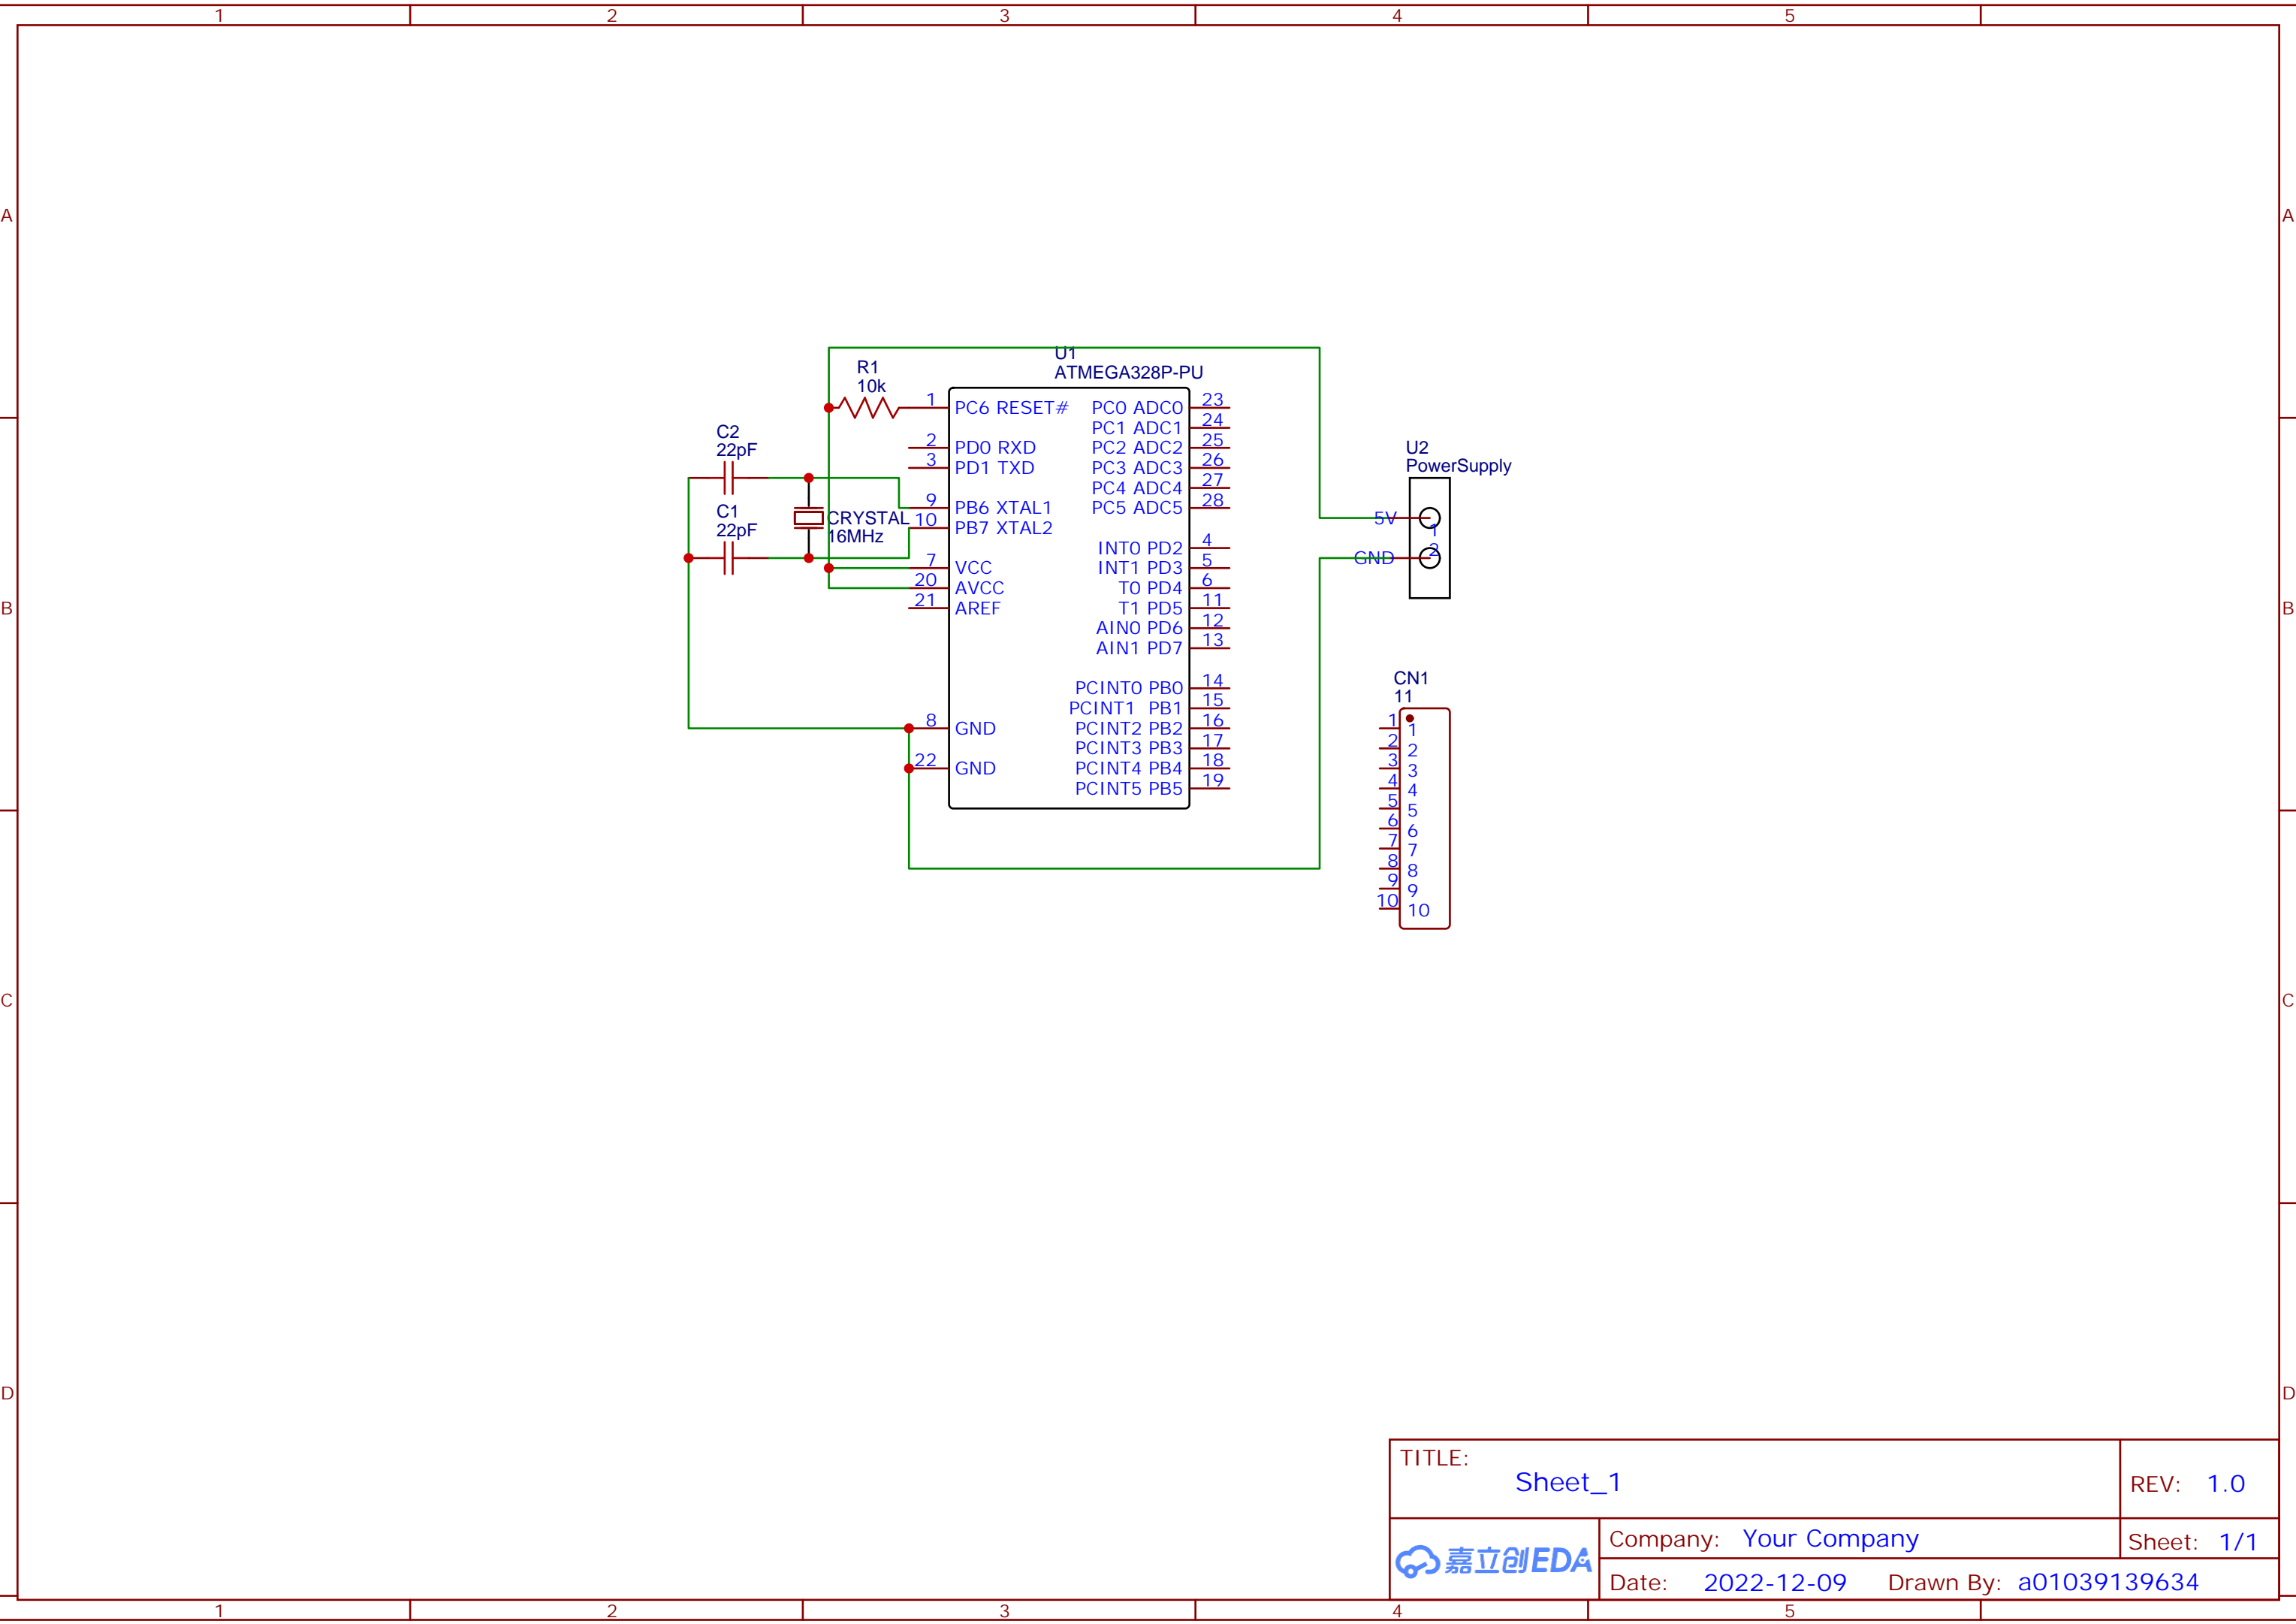 1 2 3 4 5
A A
B B
C C
D D
U1
ATMEGA328P-PU
R1
10k
1 PC6 RESET# PC0 ADC0 23
PC1 ADC1 24
2 PD0 RXD PC2 ADC2 25
3 PD1 TXD PC3 ADC3 26
PC4 ADC4 27
9 PB6 XTAL1 PC5 ADC5 28
10 PB7 XTAL2
INT0 PD2 4
7 VCC INT1 PD3 5
20 AVCC T0 PD4 6
21 AREF T1 PD5 11
AIN0 PD6 12
AIN1 PD7 13
PCINT0 PB0 14
PCINT1 PB1 15
8 GND PCINT2 PB2 16
PCINT3 PB3 17
22 GND PCINT4 PB4 18
PCINT5 PB5 19
C2
22pF
C1
22pF
CRYSTAL
16MHz
U2
PowerSupply
5V 1
GND 2
CN1
11
1 1
2 2
3 3
4 4
5 5
6 6
7 7
8 8
9 9
10 10
TITLE:
Sheet_1
REV: 1.0
嘉立创EDA
Company: Your Company
Sheet: 1/1
Date: 2022-12-09 Drawn By: a01039139634
1 2 3 4 5